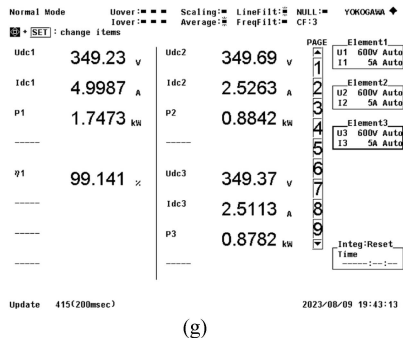 Normal Mode Uover: Scaling: LineFilt: NULL: YOKOGAWA
Iover: Average: FreqFilt: CF:3
+ SET : change items
PAGE
Udc1 349.23 V
Idc1 4.9987 A
P1 1.7473 kW
-----
η1 99.141 %
-----
-----
-----
Udc2 349.69 V
Idc2 2.5263 A
P2 0.8842 kW
-----
Udc3 349.37 V
Idc3 2.5113 A
P3 0.8782 kW
-----
1
2
3
4
5
6
7
8
9
Element1
U1 600V Auto
I1 5A Auto
Element2
U2 600V Auto
I2 5A Auto
Element3
U3 600V Auto
I3 5A Auto
Integ:Reset
Time
-----:--:--
Update 415(200msec) 2023/08/09 19:43:13
(g)